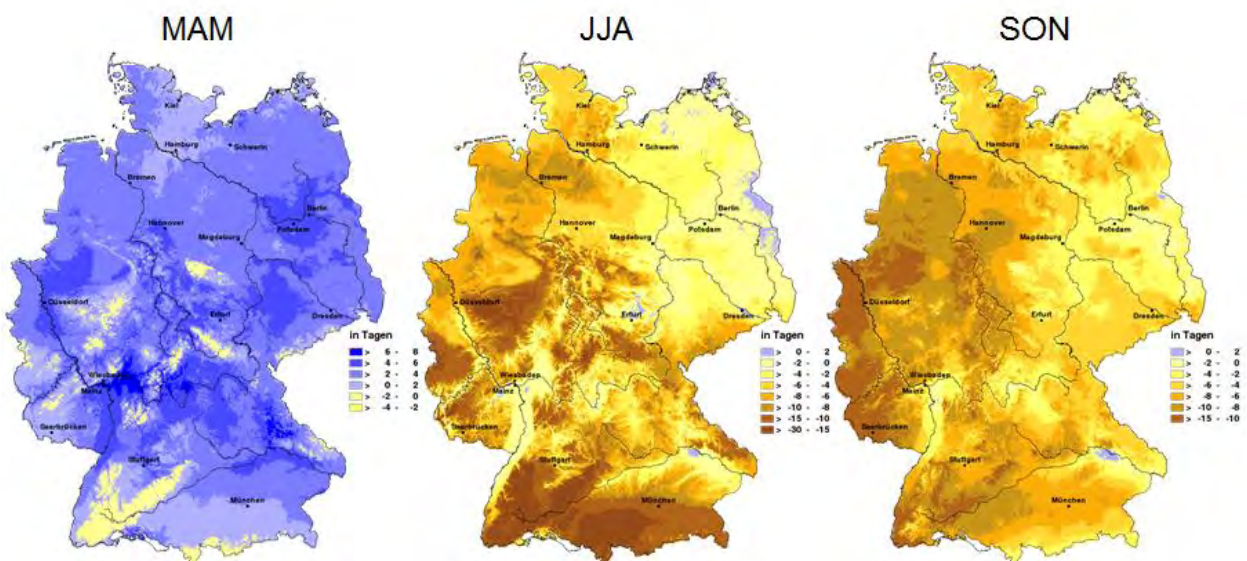 MAM
Kiel
Hamburg
Schwerin
Bremen
Hannover
Berlin
Potsdam
Magdeburg
Düsseldorf
Erfurt
Dresden
Wiesbaden
Mainz
Saarbrücken
Stuttgart
München
in Tagen
> 6 - 8
> 4 - 6
> 2 - 4
> 0 - 2
> -2 - 0
> -4 - -2
JJA
Kiel
Hamburg
Schwerin
Bremen
Hannover
Berlin
Potsdam
Magdeburg
Düsseldorf
Erfurt
Dresden
Wiesbaden
Mainz
Saarbrücken
Stuttgart
München
in Tagen
> 0 - 2
> -2 - 0
> -4 - -2
> -6 - -4
> -8 - -6
> -10 - -8
> -15 - -10
> -30 - -15
SON
Kiel
Hamburg
Schwerin
Bremen
Hannover
Berlin
Potsdam
Magdeburg
Düsseldorf
Erfurt
Dresden
Wiesbaden
Mainz
Saarbrücken
Stuttgart
München
in Tagen
> 0 - 2
> -2 - 0
> -4 - -2
> -6 - -4
> -8 - -6
> -10 - -8
> -15 - -10